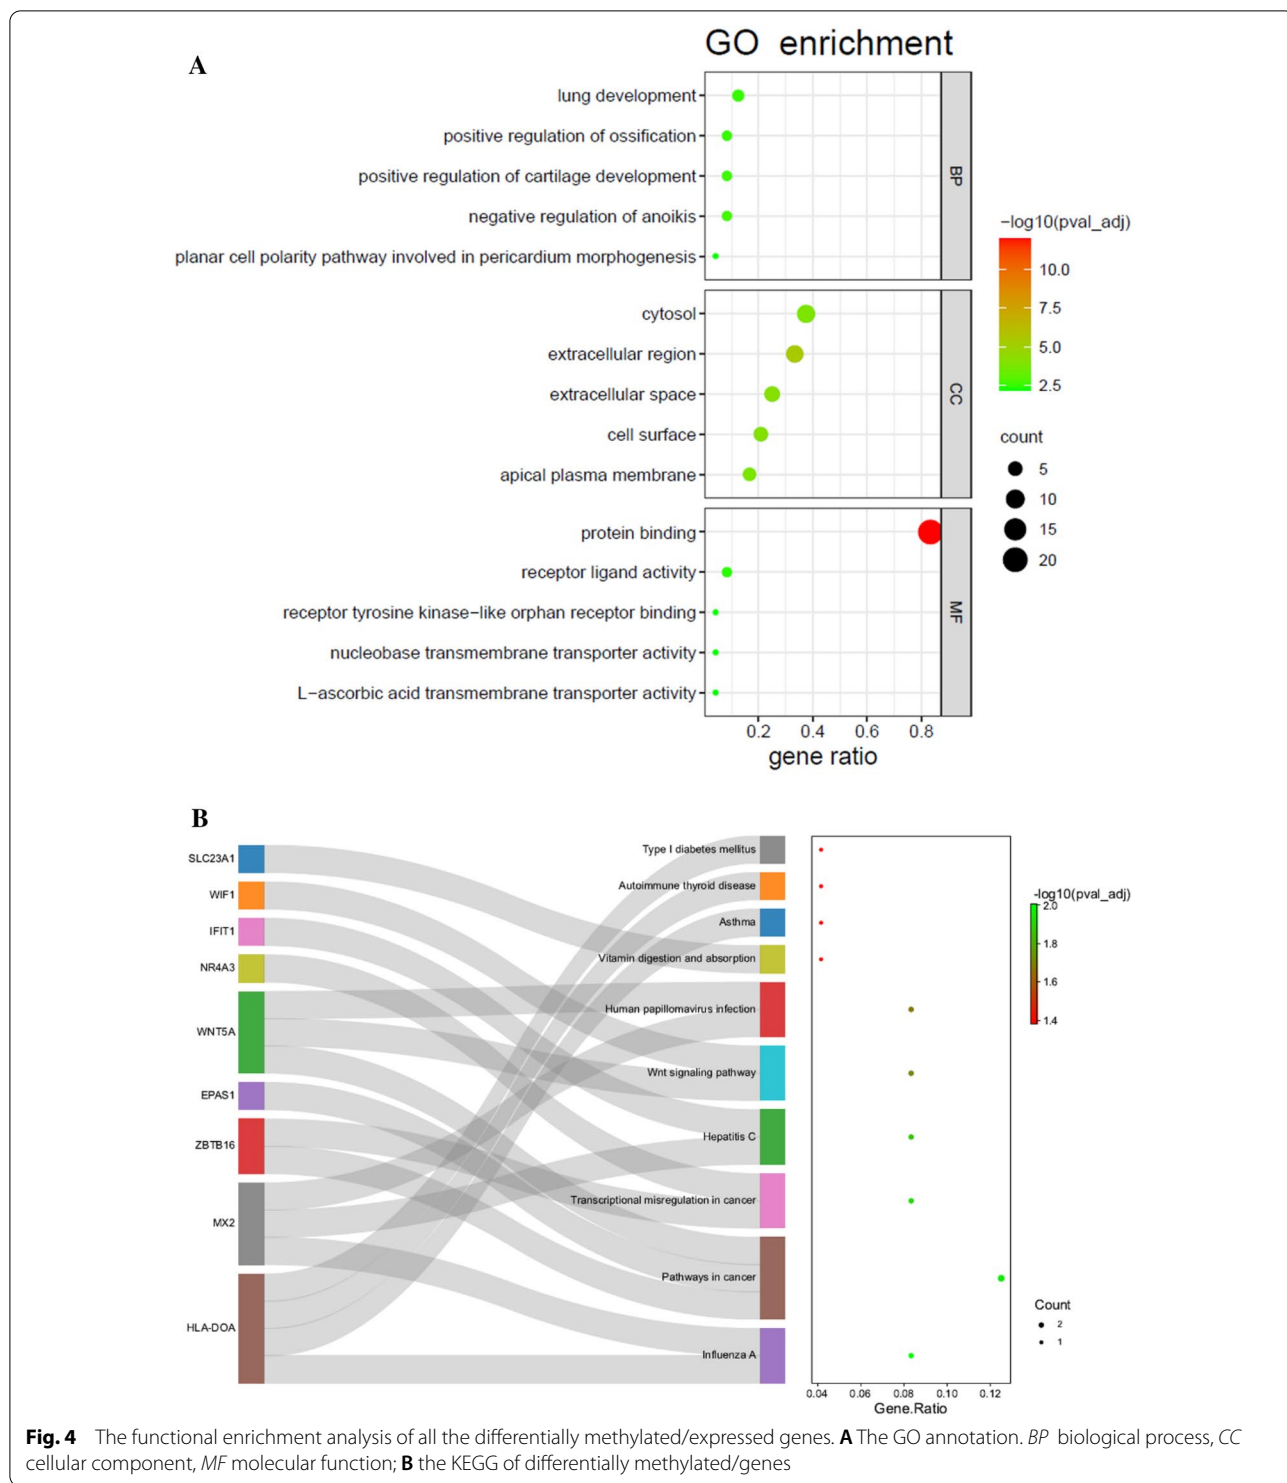 A
GO enrichment
lung development
positive regulation of ossification
positive regulation of cartilage development
negative regulation of anoikis
planar cell polarity pathway involved in pericardium morphogenesis
BP
cytosol
extracellular region
extracellular space
cell surface
apical plasma membrane
CC
protein binding
receptor ligand activity
receptor tyrosine kinase−like orphan receptor binding
nucleobase transmembrane transporter activity
L−ascorbic acid transmembrane transporter activity
MF
0.2 0.4 0.6 0.8
gene ratio
−log10(pval_adj)
10.0
7.5
5.0
2.5
count
5
10
15
20
B
SLC23A1
WIF1
IFIT1
NR4A3
WNT5A
EPAS1
ZBTB16
MX2
HLA-DOA
Type I diabetes mellitus
Autoimmune thyroid disease
Asthma
Vitamin digestion and absorption
Human papillomavirus infection
Wnt signaling pathway
Hepatitis C
Transcriptional misregulation in cancer
Pathways in cancer
Influenza A
0.04 0.06 0.08 0.10 0.12
Gene.Ratio
-log10(pval_adj)
2.0
1.8
1.6
1.4
Count
2
1
Fig. 4 The functional enrichment analysis of all the differentially methylated/expressed genes. A The GO annotation. BP biological process, CC
cellular component, MF molecular function; B the KEGG of differentially methylated/genes